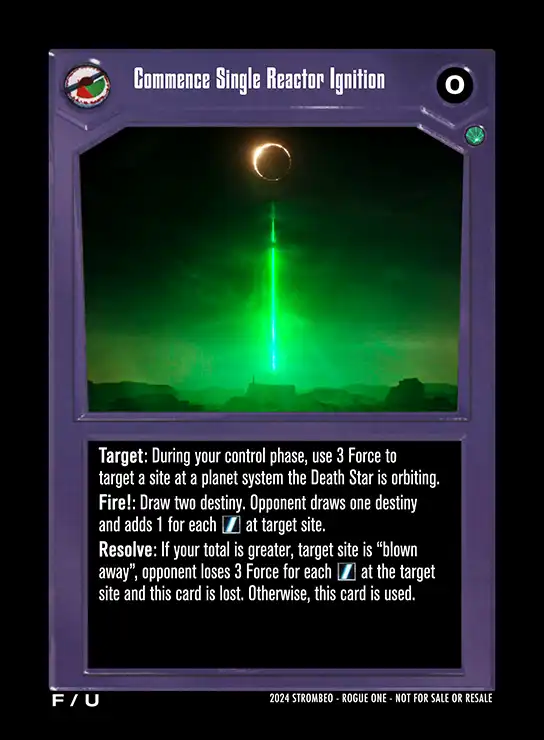 Commence Single Reactor Ignition
O
Target: During your control phase, use 3 Force to
target a site at a planet system the Death Star is orbiting.
Fire!: Draw two destiny. Opponent draws one destiny
and adds 1 for each at target site.
Resolve: If your total is greater, target site is “blown
away”, opponent loses 3 Force for each at the target
site and this card is lost. Otherwise, this card is used.
F / U
2024 STROMBEO - ROGUE ONE - NOT FOR SALE OR RESALE